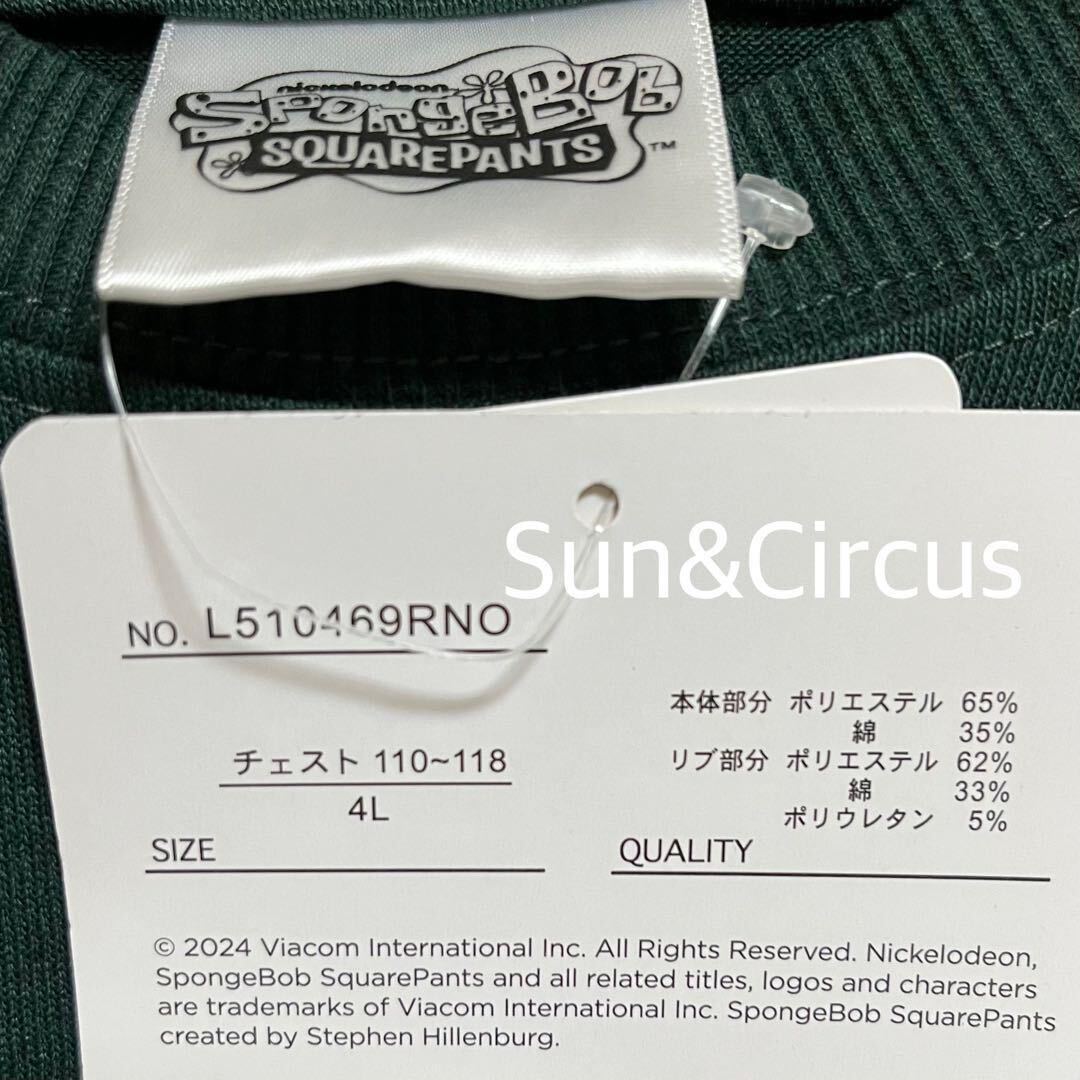 nickelodeon
SpongeBob
SQUAREPANTS ™
Sun&Circus
NO. L510469RNO
本体部分 ポリエステル 65%
綿 35%
リブ部分 ポリエステル 62%
綿 33%
ポリウレタン 5%
チェスト 110~118
4L
SIZE
QUALITY
© 2024 Viacom International Inc. All Rights Reserved. Nickelodeon,
SpongeBob SquarePants and all related titles, logos and characters
are trademarks of Viacom International Inc. SpongeBob SquarePants
created by Stephen Hillenburg.